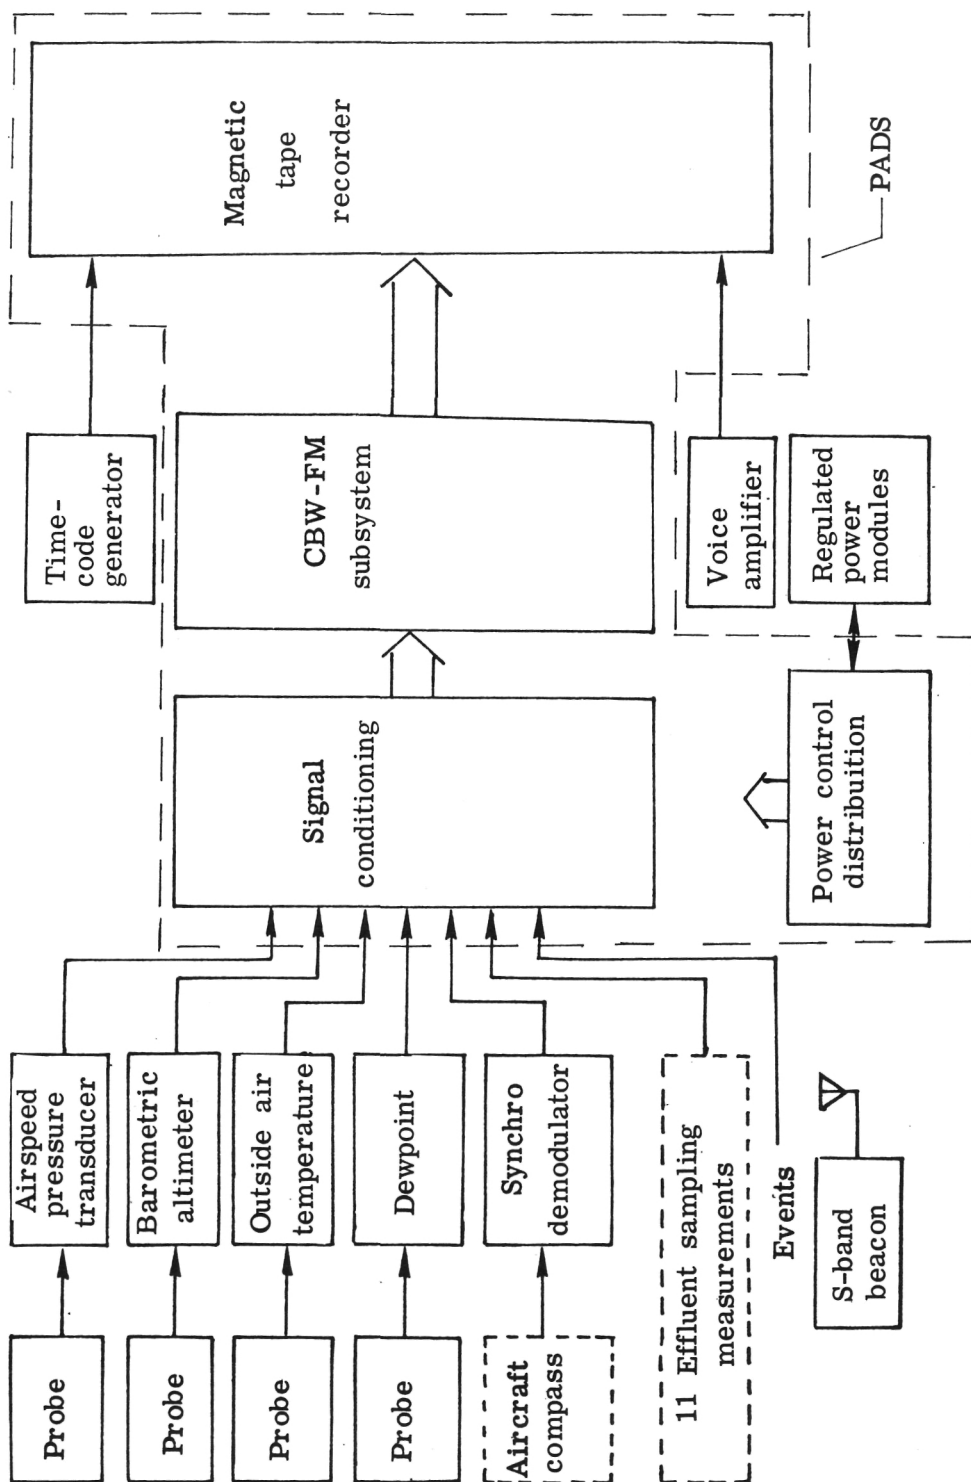 Probe
Airspeed
pressure
transducer
Probe
Barometric
altimeter
Probe
Outside air
temperature
Probe
Dewpoint
Aircraft
compass
Synchro
demodulator
11 Effluent sampling
measurements
Events
S-band
beacon
Signal
conditioning
Power control
distribuition
Time-
code
generator
CBW-FM
subsystem
Voice
amplifier
Regulated
power
modules
Magnetic
tape
recorder
PADS